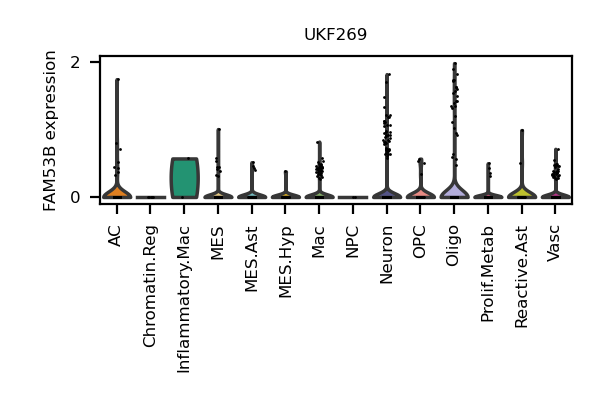 UKF269
FAM53B expression
2
0
AC
Chromatin.Reg
Inflammatory.Mac
MES
MES.Ast
MES.Hyp
Mac
NPC
Neuron
OPC
Oligo
Prolif.Metab
Reactive.Ast
Vasc